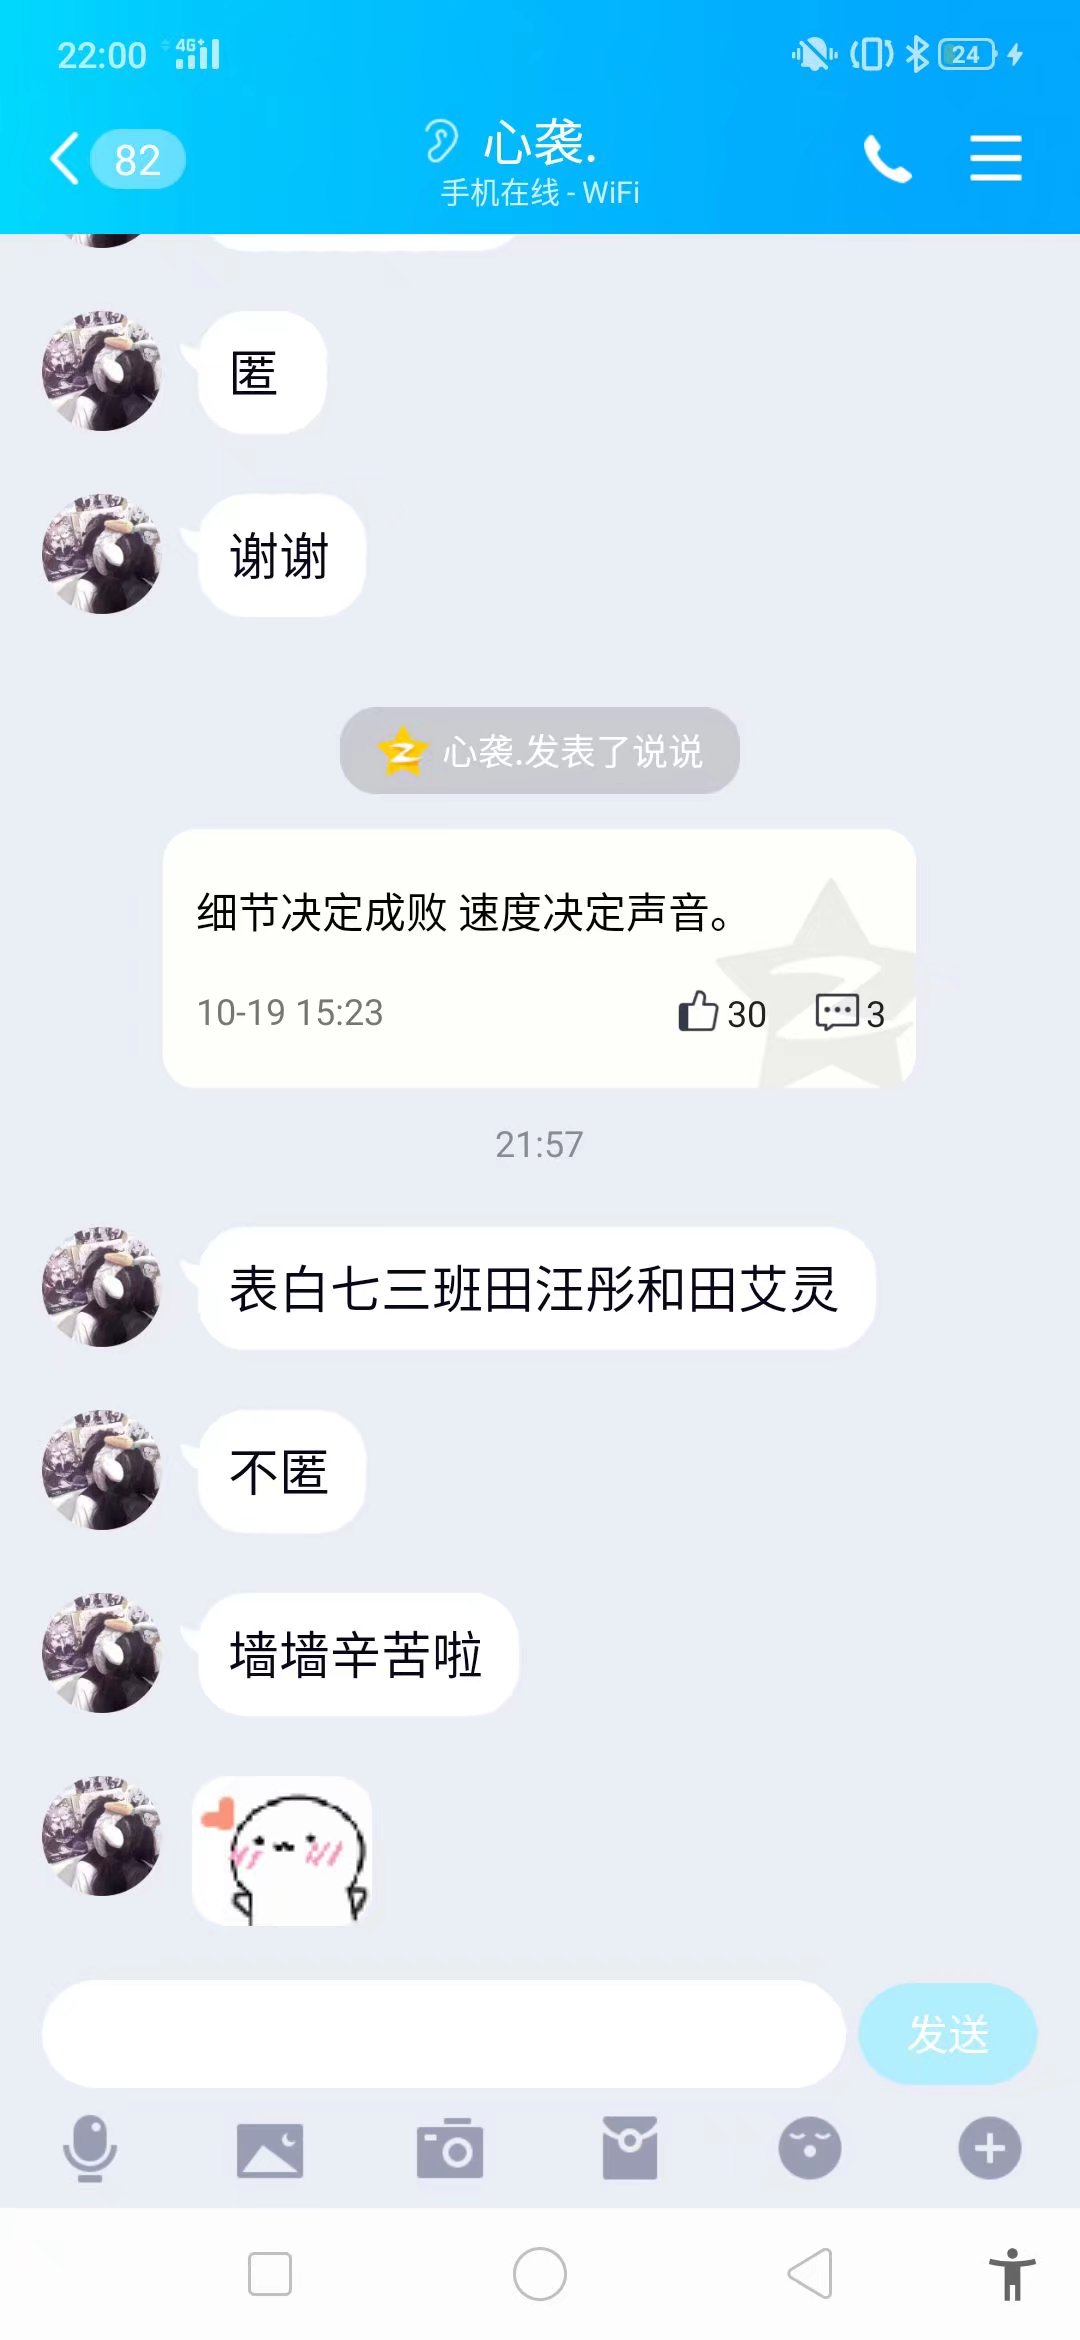 22:00 4G+ 24
82 心袭.
手机在线 - WiFi
匿
谢谢
心袭.发表了说说
细节决定成败 速度决定声音。
10-19 15:23 30 3
21:57
表白七三班田汪彤和田艾灵
不匿
墙墙辛苦啦
发送